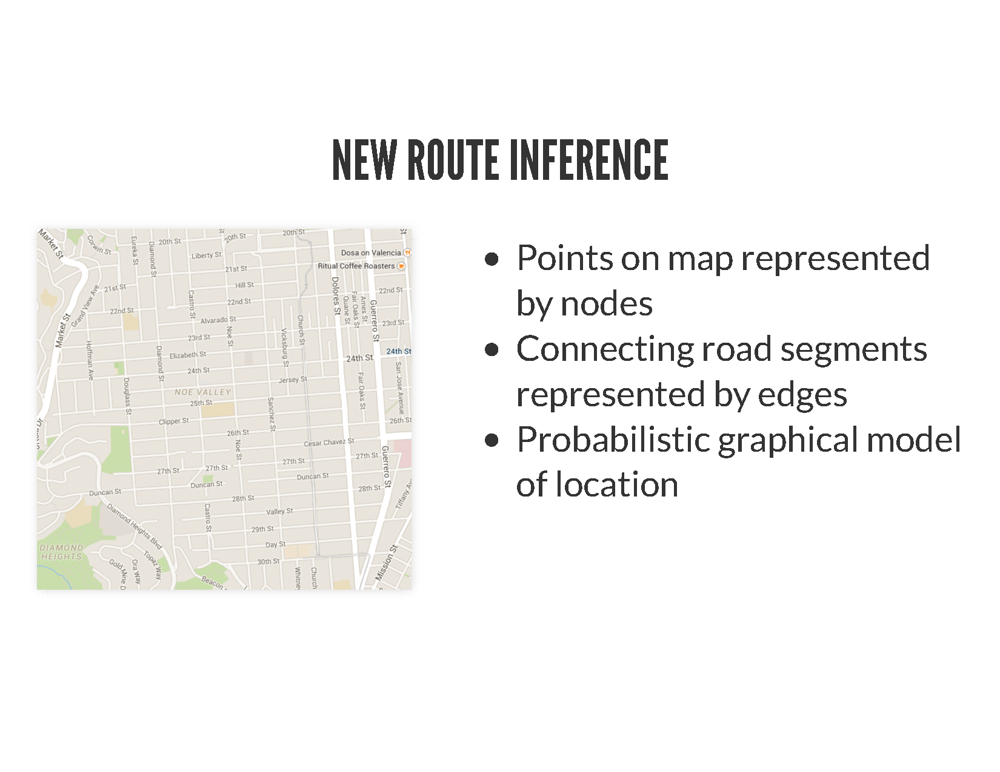 NEW ROUTE INFERENCE
Market St
Corwin St
Eureka St
Diamond St
20th St
20th St
20th St
St
St
Liberty St
21st St
Dosa on Valencia
Ritual Coffee Roasters
Hill St
21st St
Grand View Ave
22nd St
22nd St
22nd St
Castro St
Dolores St
Quane St
Fair Oaks St
Ames St
Guerrero St
Alvarado St
23rd St
23rd St
Market St
Noe St
Vicksburg St
Church St
Hoffman Ave
Diamond St
Elizabeth St
24th St
24th St
24th St
Jersey St
Douglass St
NOE VALLEY
25th St
Sanchez St
Fair Oaks St
San Jose Avenue
Clipper St
26th St
26th St
Noe St
Cesar Chavez St
27th St
27th St
27th St
27th St
Guerrero St
Duncan St
Duncan St
Duncan St
28th St
28th St
Tiffany Av
Diamond Heights Blvd
Castro St
Valley St
29th St
Day St
30th St
DIAMOND
HEIGHTS
Gold Mine D
Ora Way
Topaz Way
Beacon
Whitney
Church
Mission St
• Points on map represented
by nodes
• Connecting road segments
represented by edges
• Probabilistic graphical model
of location